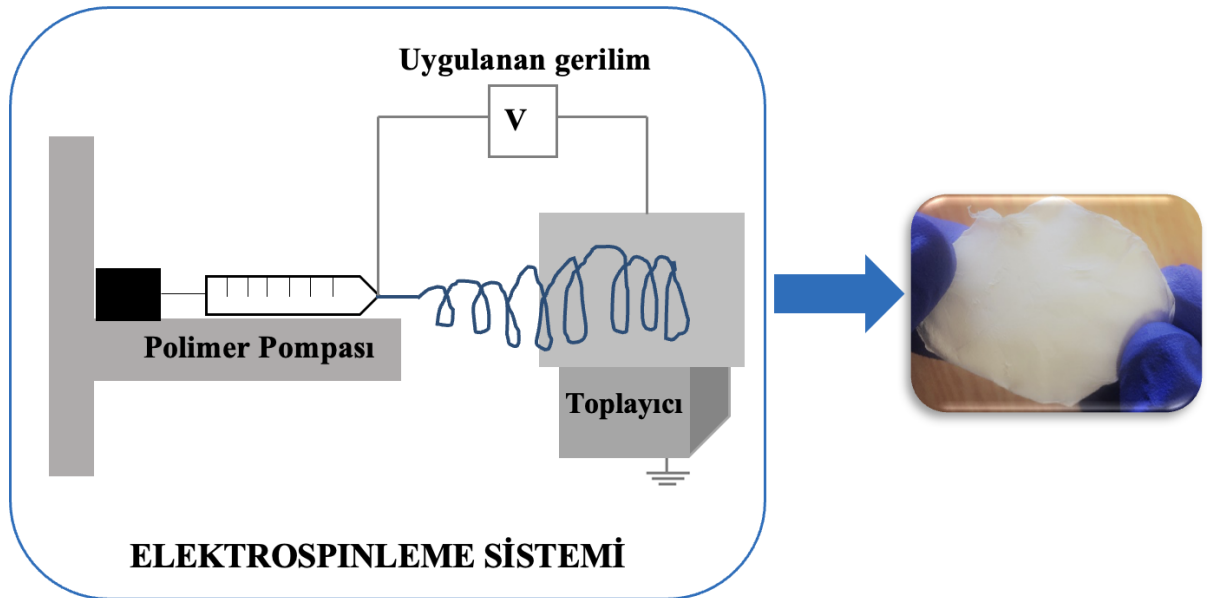 Uygulanan gerilim
V
Polimer Pompası
Toplayıcı
ELEKTROSPINLEME SİSTEMİ